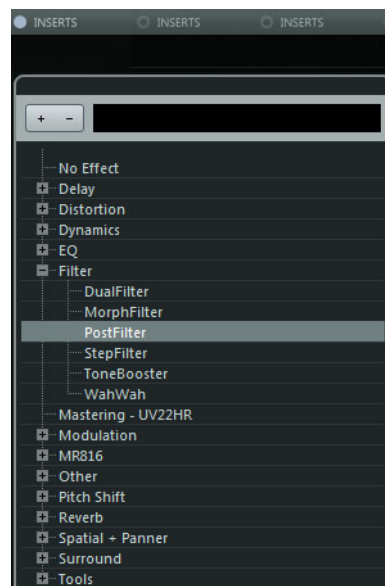 INSERTS INSERTS INSERTS
+ -
No Effect
Delay
Distortion
Dynamics
EQ
Filter
DualFilter
MorphFilter
PostFilter
StepFilter
ToneBooster
WahWah
Mastering - UV22HR
Modulation
MR816
Other
Pitch Shift
Reverb
Spatial + Panner
Surround
Tools